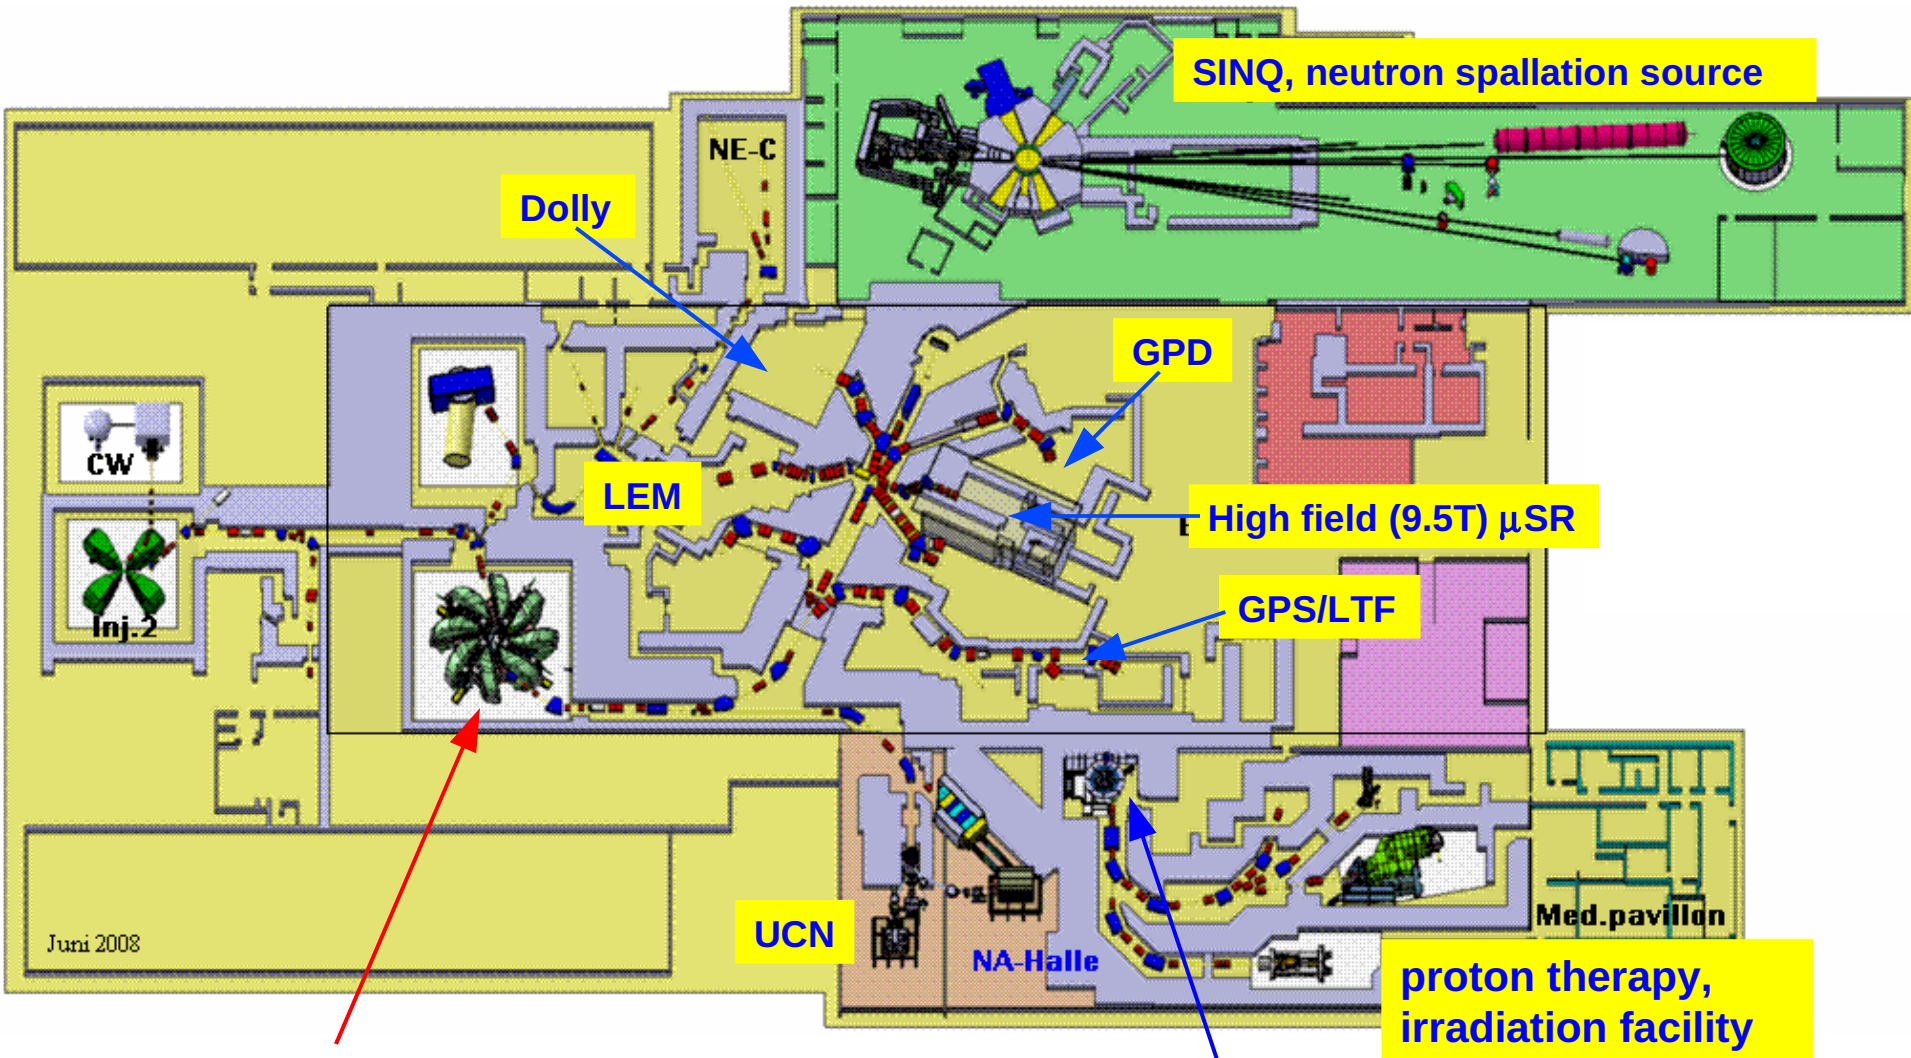 SINQ, neutron spallation source
NE-C
Dolly
GPD
CW
LEM
High field (9.5T) μSR
E
Inj.2
GPS/LTF
Juni 2008
UCN
NA-Halle
Med.pavillon
proton therapy,
irradiation facility